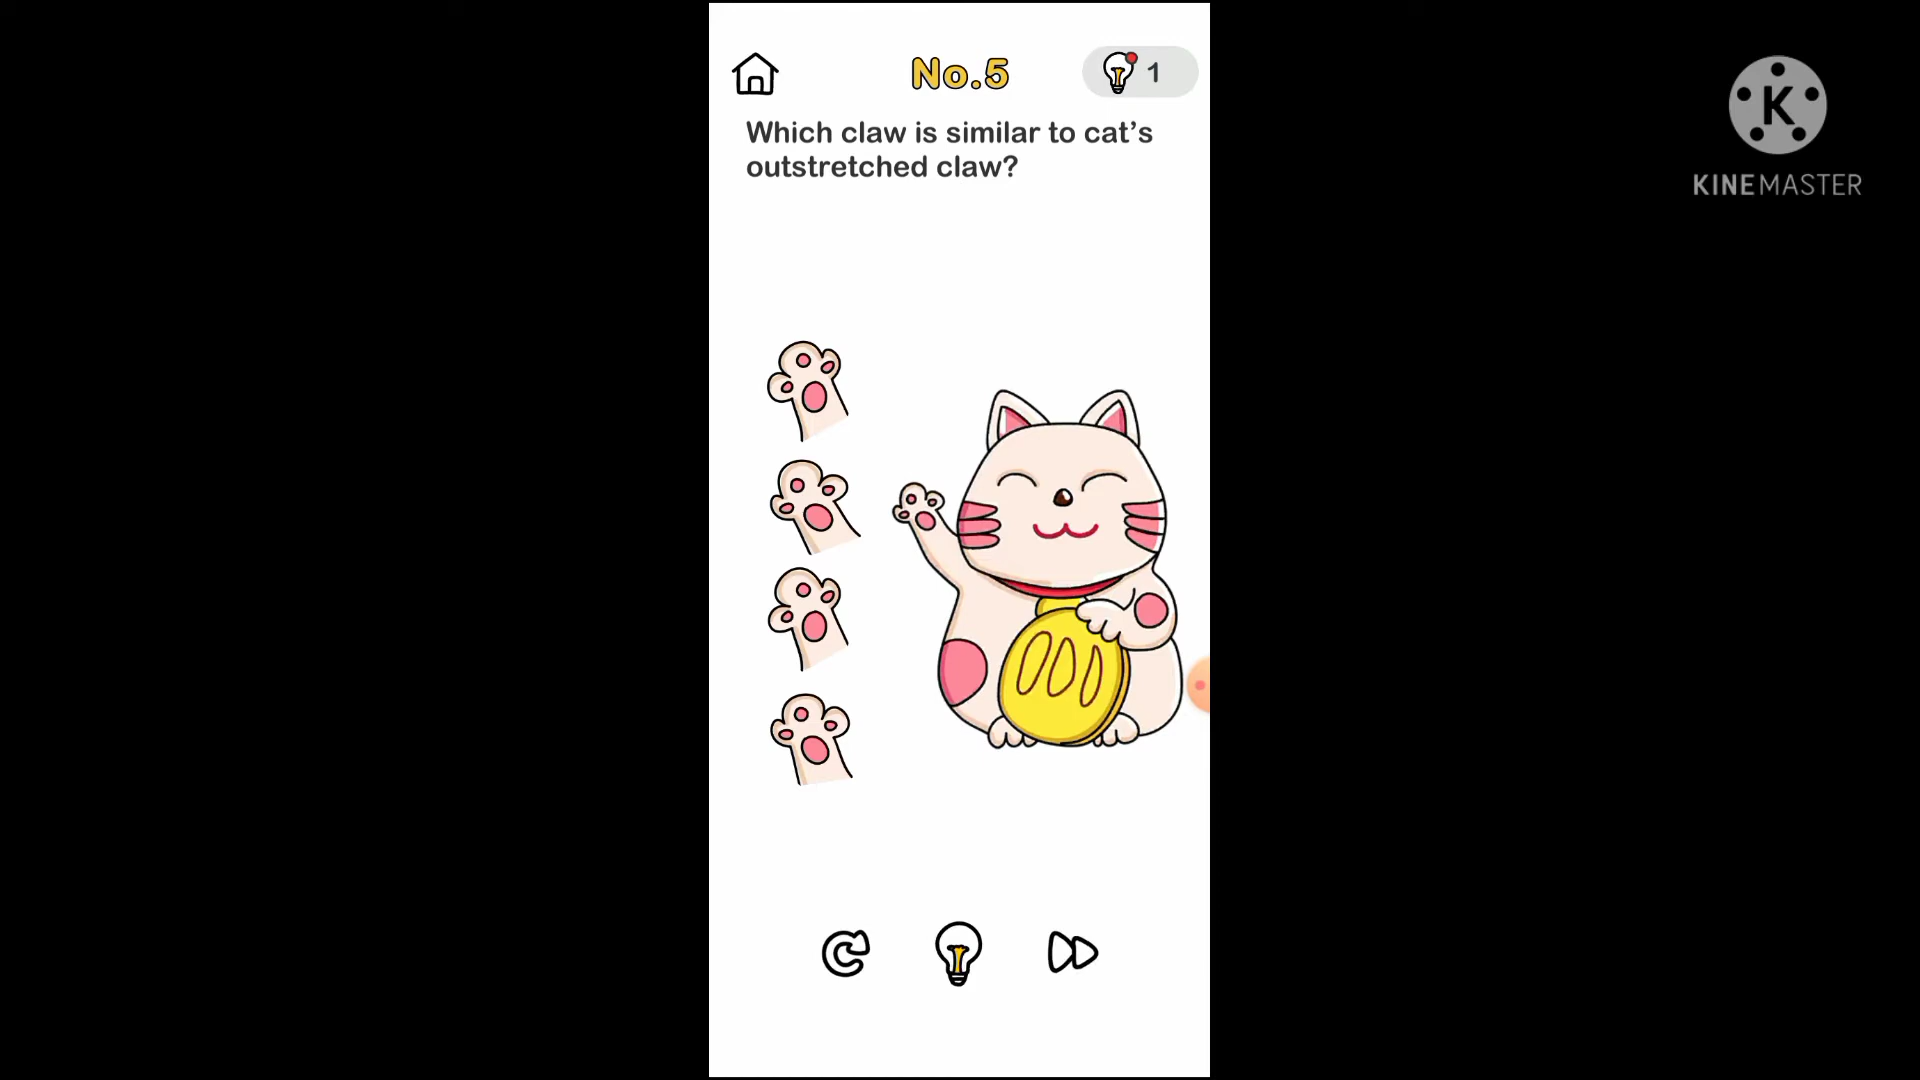 No.5
1
Which claw is similar to cat's
outstretched claw?
K
KINEMASTER